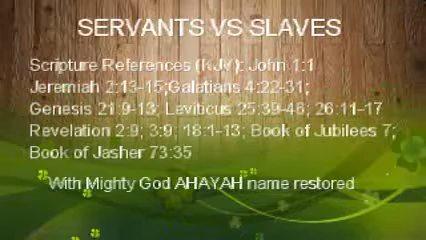 SERVANTS VS SLAVES
Scripture References (KJV): John 1:1
Jeremiah 2:13-15;Galatians 4:22-31;
Genesis 21:9-13; Leviticus 25:39-46; 26:11-17
Revelation 2:9; 3:9; 18:1-13; Book of Jubilees 7;
Book of Jasher 73:35
With Mighty God AHAYAH name restored